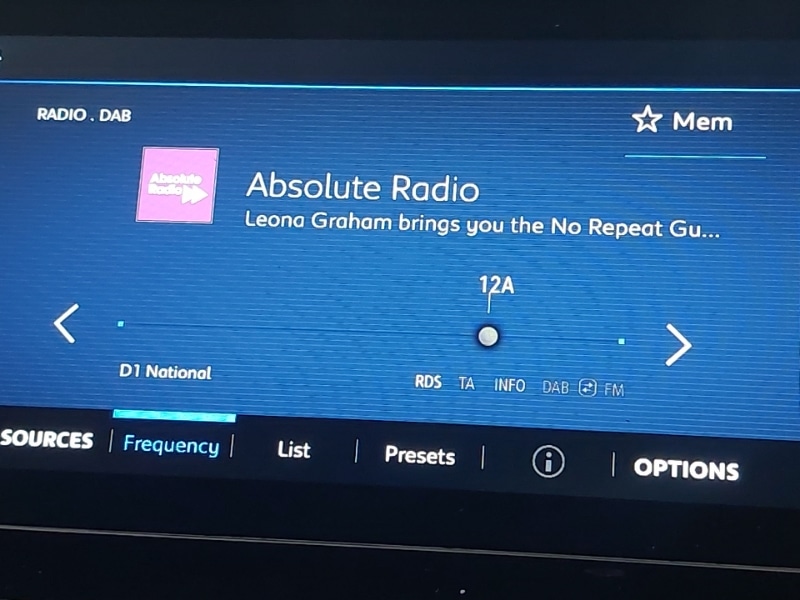 RADIO . DAB
Mem
Absolute
Radio
Absolute Radio
Leona Graham brings you the No Repeat Gu...
12A
D1 National
RDS TA INFO DAB FM
SOURCES Frequency List Presets OPTIONS